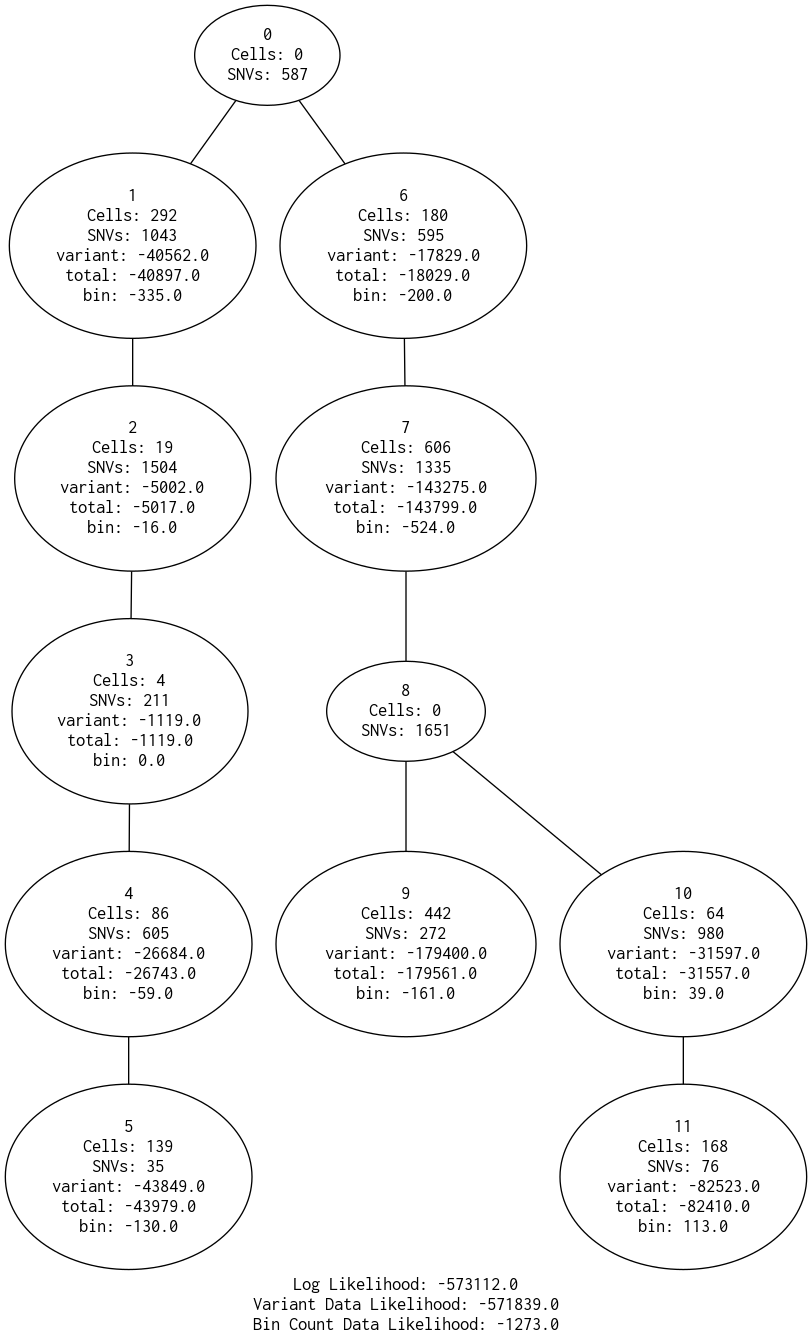 0
Cells: 0
SNVs: 587
1
Cells: 292
SNVs: 1043
variant: -40562.0
total: -40897.0
bin: -335.0
6
Cells: 180
SNVs: 595
variant: -17829.0
total: -18029.0
bin: -200.0
2
Cells: 19
SNVs: 1504
variant: -5002.0
total: -5017.0
bin: -16.0
7
Cells: 606
SNVs: 1335
variant: -143275.0
total: -143799.0
bin: -524.0
3
Cells: 4
SNVs: 211
variant: -1119.0
total: -1119.0
bin: 0.0
8
Cells: 0
SNVs: 1651
4
Cells: 86
SNVs: 605
variant: -26684.0
total: -26743.0
bin: -59.0
9
Cells: 442
SNVs: 272
variant: -179400.0
total: -179561.0
bin: -161.0
10
Cells: 64
SNVs: 980
variant: -31597.0
total: -31557.0
bin: 39.0
5
Cells: 139
SNVs: 35
variant: -43849.0
total: -43979.0
bin: -130.0
11
Cells: 168
SNVs: 76
variant: -82523.0
total: -82410.0
bin: 113.0
Log Likelihood: -573112.0
Variant Data Likelihood: -571839.0
Bin Count Data Likelihood: -1273.0